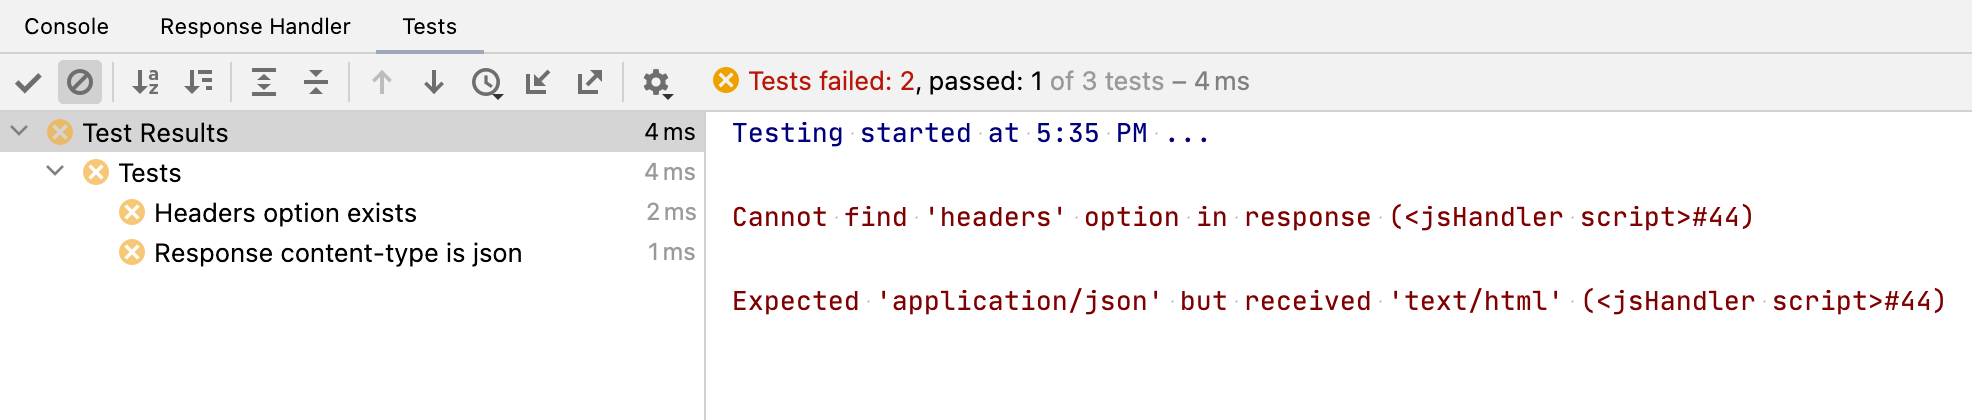 Console Response Handler Tests
Tests failed: 2, passed: 1 of 3 tests – 4 ms
Test Results 4 ms
Tests 4 ms
Headers option exists 2 ms
Response content-type is json 1 ms
Testing started at 5:35 PM ...
Cannot find 'headers' option in response (<jsHandler script>#44)
Expected 'application/json' but received 'text/html' (<jsHandler script>#44)